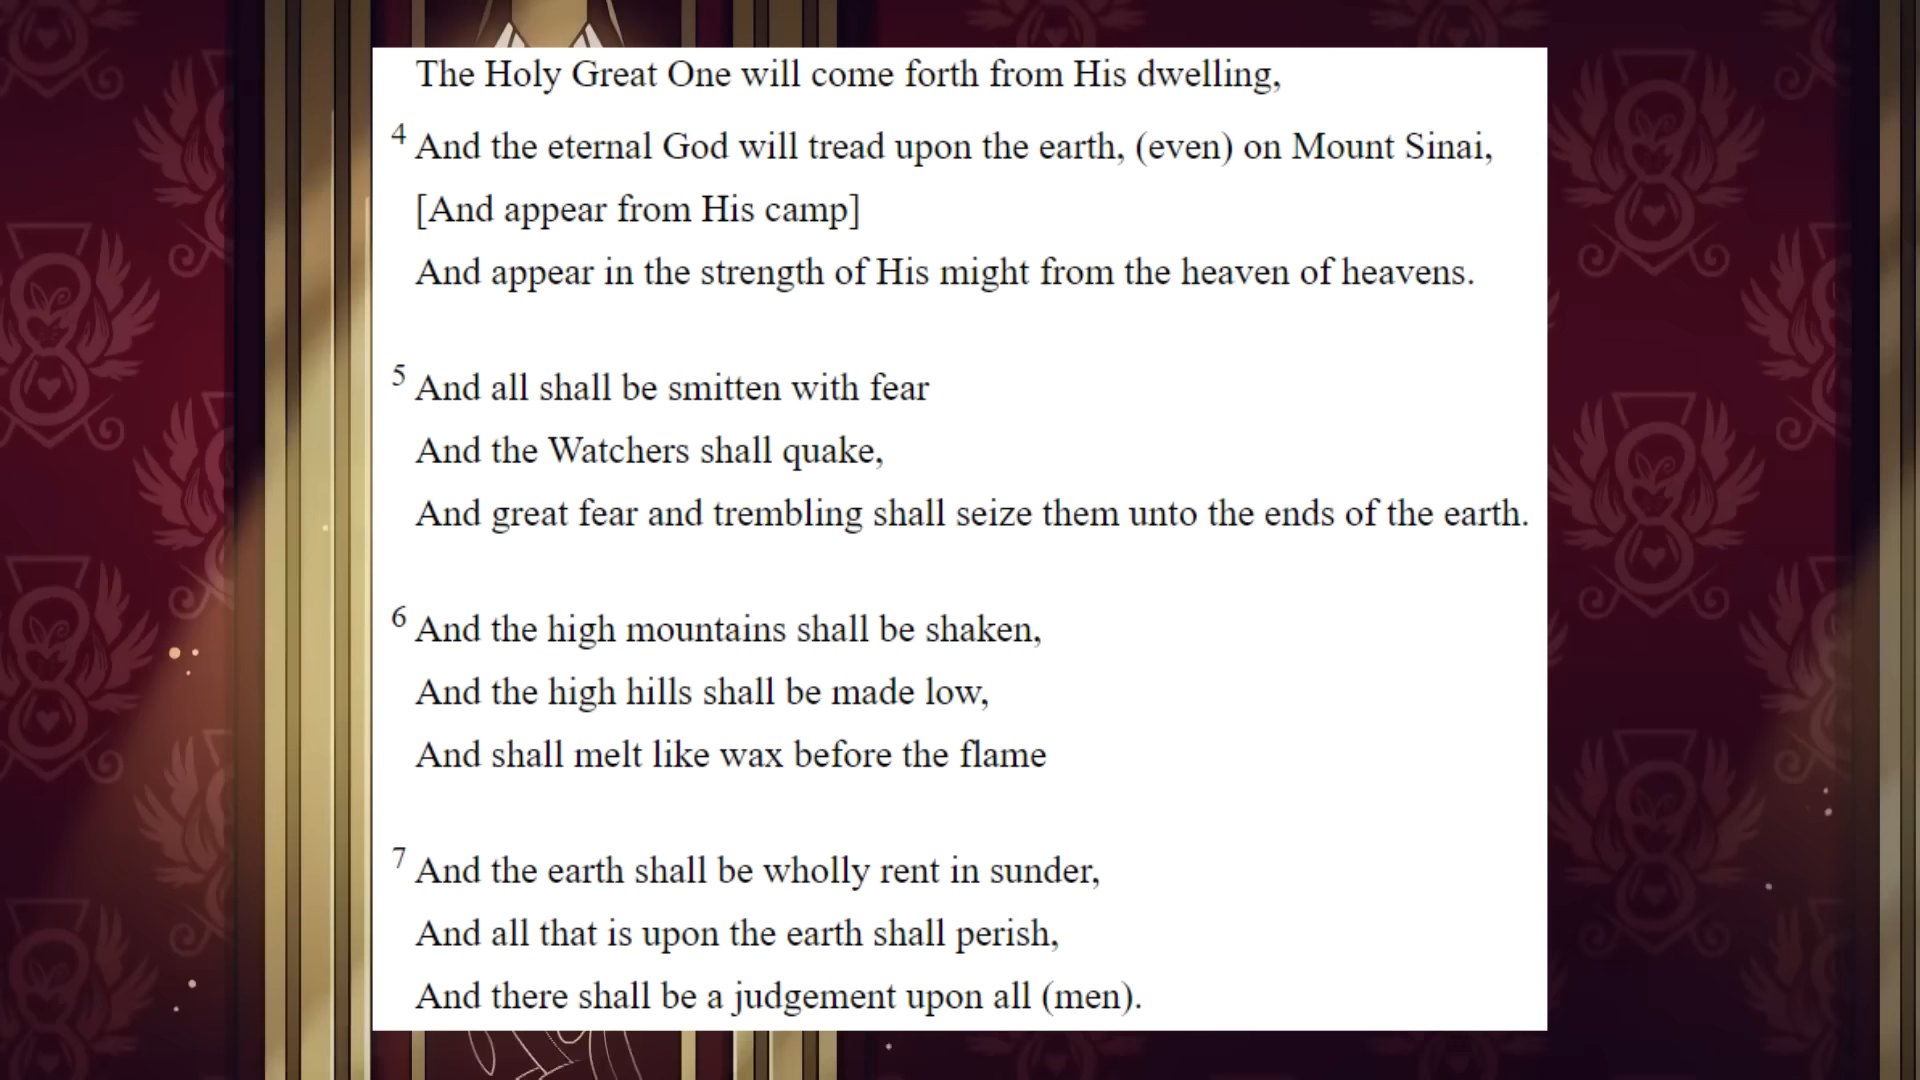 The Holy Great One will come forth from His dwelling,
4 And the eternal God will tread upon the earth, (even) on Mount Sinai,
[And appear from His camp]
And appear in the strength of His might from the heaven of heavens.
5 And all shall be smitten with fear
And the Watchers shall quake,
And great fear and trembling shall seize them unto the ends of the earth.
6 And the high mountains shall be shaken,
And the high hills shall be made low,
And shall melt like wax before the flame
7 And the earth shall be wholly rent in sunder,
And all that is upon the earth shall perish,
And there shall be a judgement upon all (men).